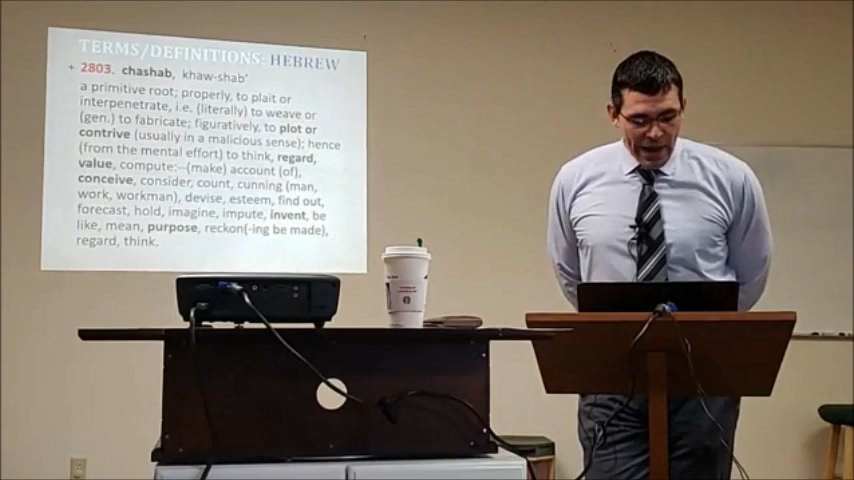 TERMS/DEFINITIONS- HEBREW
+ 2803. chashab, khaw-shab'
a primitive root; properly, to plait or
interpenetrate, i.e. (literally) to weave or
(gen.) to fabricate; figuratively, to plot or
contrive (usually in a malicious sense); hence
(from the mental effort) to think, regard,
value, compute:--(make) account (of),
conceive, consider, count, cunning (man,
work, workman), devise, esteem, find out,
forecast, hold, imagine, impute, invent, be
like, mean, purpose, reckon(-ing be made),
regard, think.